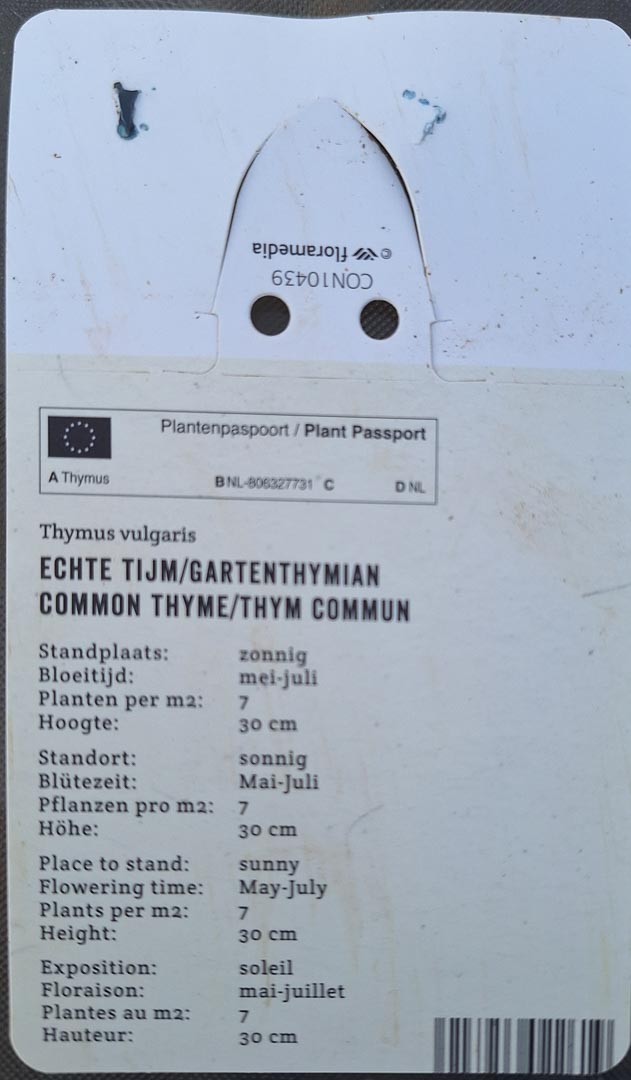 © floramedia
CON10439
Plantenpaspoort / Plant Passport
A Thymus B NL-806327731 C D NL
Thymus vulgaris
ECHTE TIJM/GARTENTHYMIAN
COMMON THYME/THYM COMMUN
Standplaats: zonnig
Bloeitijd: mei-juli
Planten per m2: 7
Hoogte: 30 cm
Standort: sonnig
Blütezeit: Mai-Juli
Pflanzen pro m2: 7
Höhe: 30 cm
Place to stand: sunny
Flowering time: May-July
Plants per m2: 7
Height: 30 cm
Exposition: soleil
Floraison: mai-juillet
Plantes au m2: 7
Hauteur: 30 cm